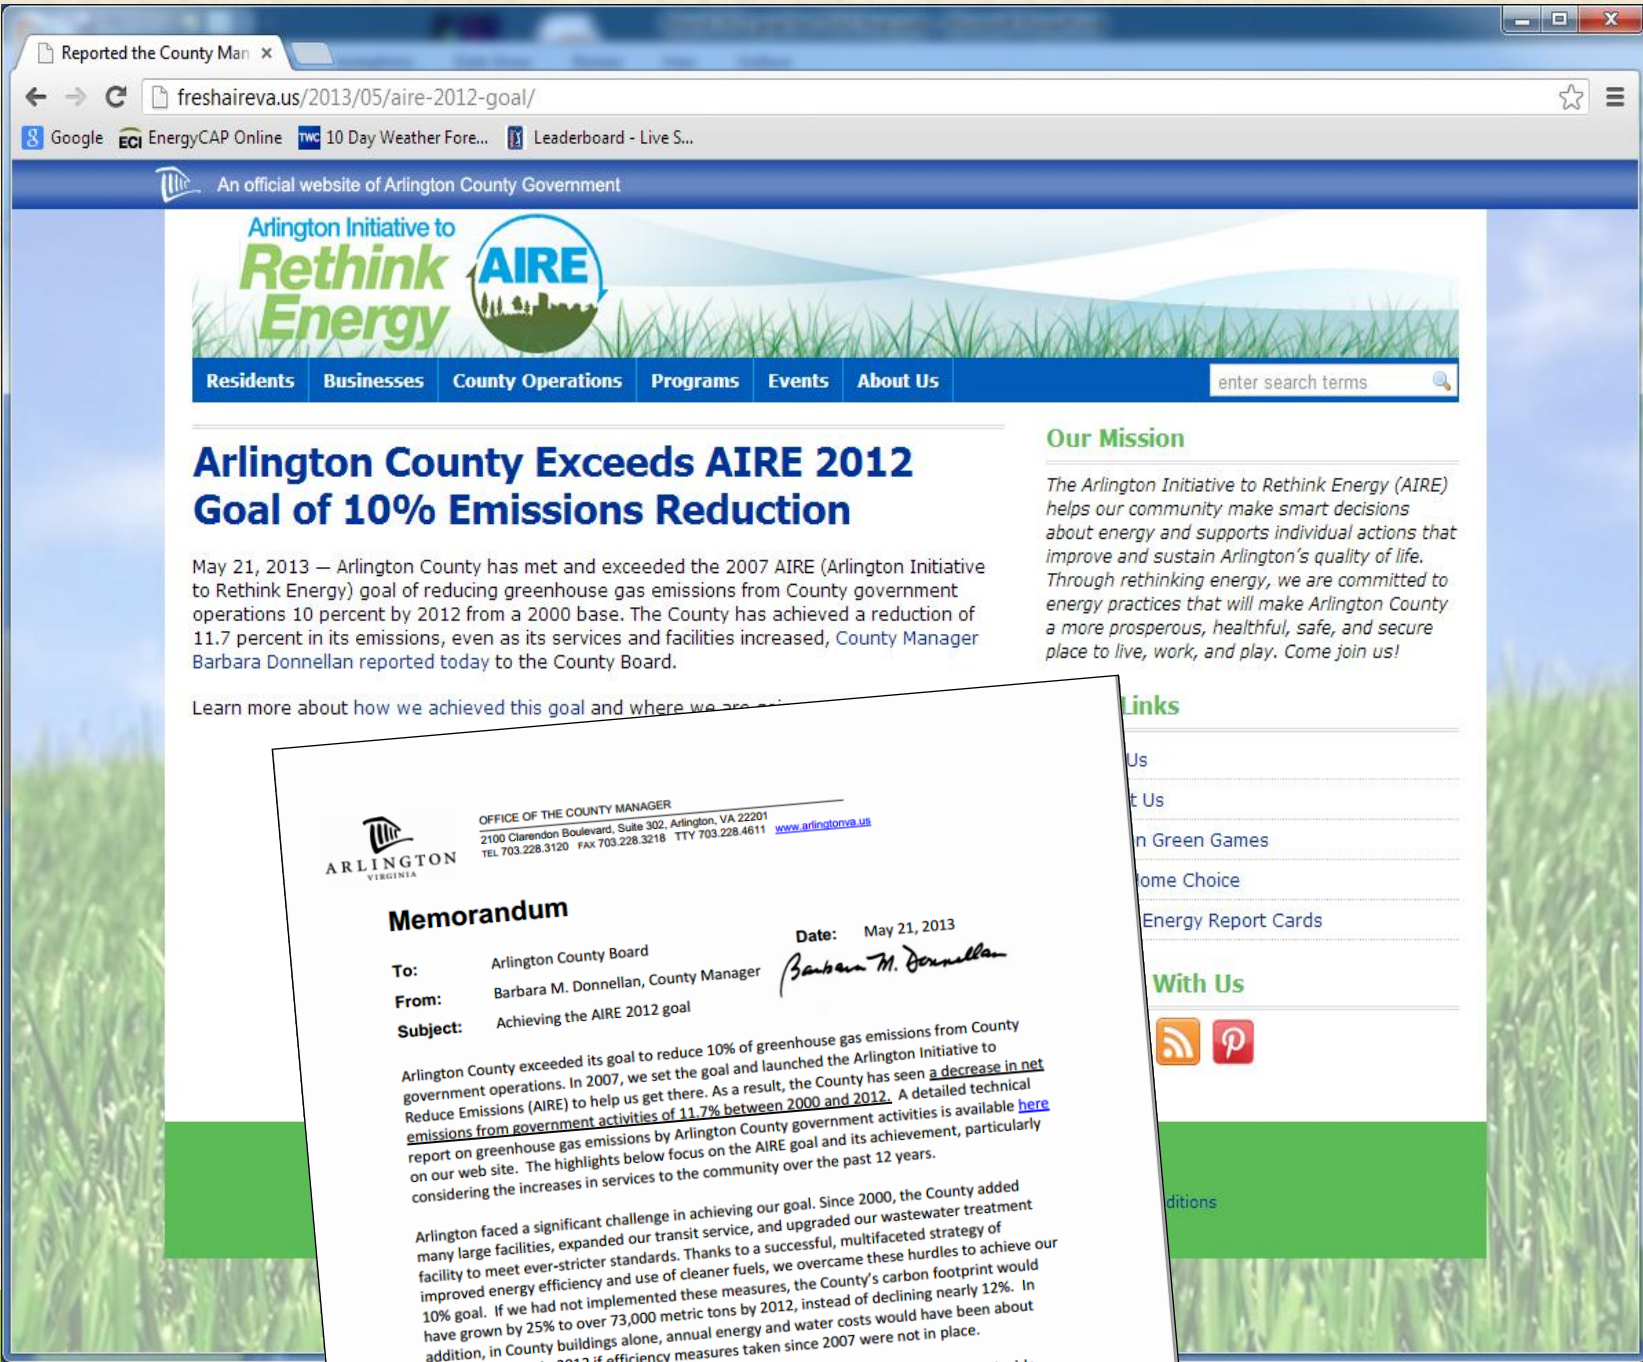 Reported the County Man
freshaireva.us/2013/05/aire-2012-goal/
Google EnergyCAP Online 10 Day Weather Fore... Leaderboard - Live S...
An official website of Arlington County Government
Arlington Initiative to
Rethink
Energy
AIRE
Residents Businesses County Operations Programs Events About Us
enter search terms
Arlington County Exceeds AIRE 2012
Goal of 10% Emissions Reduction
May 21, 2013 — Arlington County has met and exceeded the 2007 AIRE (Arlington Initiative
to Rethink Energy) goal of reducing greenhouse gas emissions from County government
operations 10 percent by 2012 from a 2000 base. The County has achieved a reduction of
11.7 percent in its emissions, even as its services and facilities increased, County Manager
Barbara Donnellan reported today to the County Board.
Learn more about how we achieved this goal and where we are
Our Mission
The Arlington Initiative to Rethink Energy (AIRE)
helps our community make smart decisions
about energy and supports individual actions that
improve and sustain Arlington's quality of life.
Through rethinking energy, we are committed to
energy practices that will make Arlington County
a more prosperous, healthful, safe, and secure
place to live, work, and play. Come join us!
Links
Us
t Us
n Green Games
ome Choice
Energy Report Cards
With Us
ditions
ARLINGTON
VIRGINIA
OFFICE OF THE COUNTY MANAGER
2100 Clarendon Boulevard, Suite 302, Arlington, VA 22201
TEL 703.228.3120 FAX 703.228.3218 TTY 703.228.4611 www.arlingtonva.us
Memorandum
To: Arlington County Board
Date: May 21, 2013
From: Barbara M. Donnellan, County Manager
Barbara M. Donnellan
Subject: Achieving the AIRE 2012 goal
Arlington County exceeded its goal to reduce 10% of greenhouse gas emissions from County
government operations. In 2007, we set the goal and launched the Arlington Initiative to
Reduce Emissions (AIRE) to help us get there. As a result, the County has seen a decrease in net
emissions from government activities of 11.7% between 2000 and 2012. A detailed technical
report on greenhouse gas emissions by Arlington County government activities is available here
on our web site. The highlights below focus on the AIRE goal and its achievement, particularly
considering the increases in services to the community over the past 12 years.
Arlington faced a significant challenge in achieving our goal. Since 2000, the County added
many large facilities, expanded our transit service, and upgraded our wastewater treatment
facility to meet ever-stricter standards. Thanks to a successful, multifaceted strategy of
improved energy efficiency and use of cleaner fuels, we overcame these hurdles to achieve our
10% goal. If we had not implemented these measures, the County's carbon footprint would
have grown by 25% to over 73,000 metric tons by 2012, instead of declining nearly 12%. In
addition, in County buildings alone, annual energy and water costs would have been about
2012 if efficiency measures taken since 2007 were not in place.